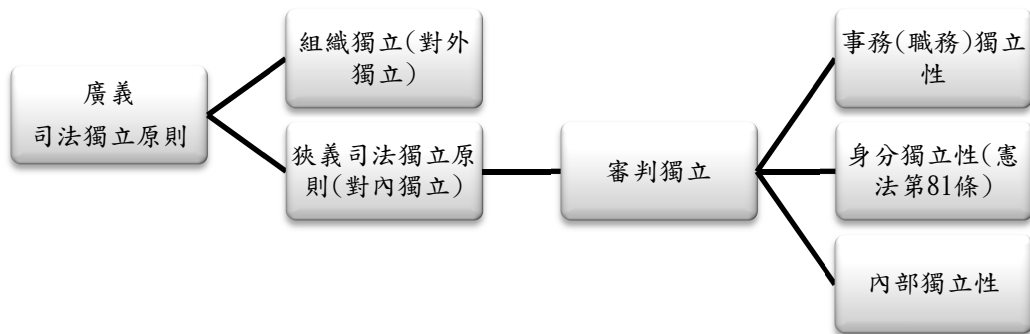 廣義
司法獨立原則
組織獨立(對外
獨立)
狹義司法獨立原
則(對內獨立)
審判獨立
事務(職務)獨立
性
身分獨立性(憲
法第81條)
內部獨立性